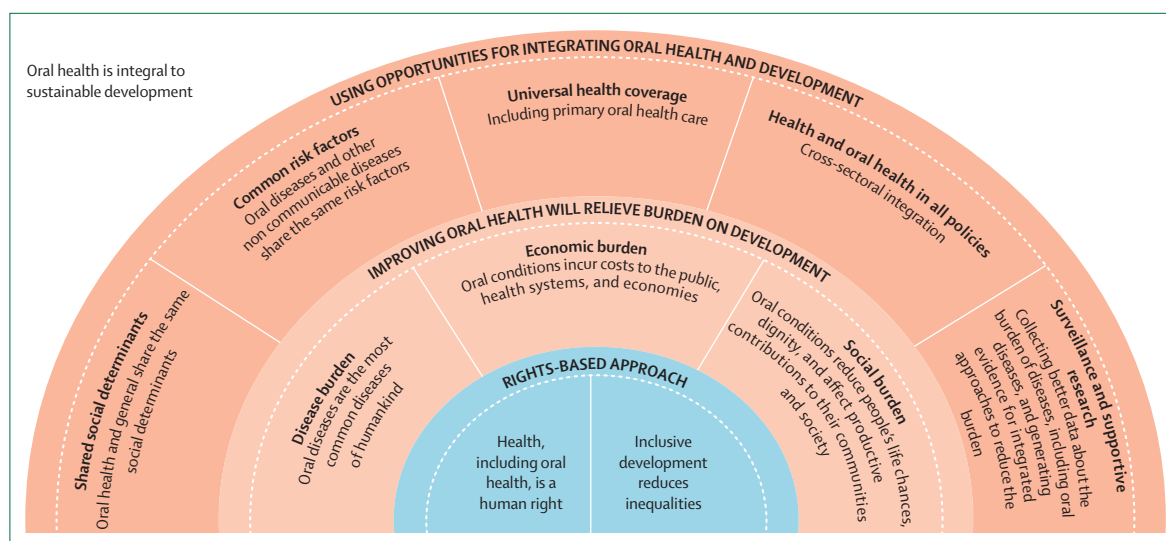 Oral health is integral to
sustainable development
USING OPPORTUNITIES FOR INTEGRATING ORAL HEALTH AND DEVELOPMENT
Shared social determinants
Oral health and general share the same
social determinants
Common risk factors
Oral diseases and other
non communicable diseases
share the same risk factors
Universal health coverage
Including primary oral health care
Health and oral health in all policies
Cross-sectoral integration
Surveillance and supportive
research
Collecting better data about the
burden of diseases, including oral
diseases, and generating
evidence for integrated
approaches to reduce the
burden
IMPROVING ORAL HEALTH WILL RELIEVE BURDEN ON DEVELOPMENT
Disease burden
Oral diseases are the most
common diseases
of humankind
Economic burden
Oral conditions incur costs to the public,
health systems, and economies
Social burden
Oral conditions reduce people's life chances,
dignity, and affect productive
contributions to their communities
and society
RIGHTS-BASED APPROACH
Health,
including oral
health, is a
human right
Inclusive
development
reduces
inequalities